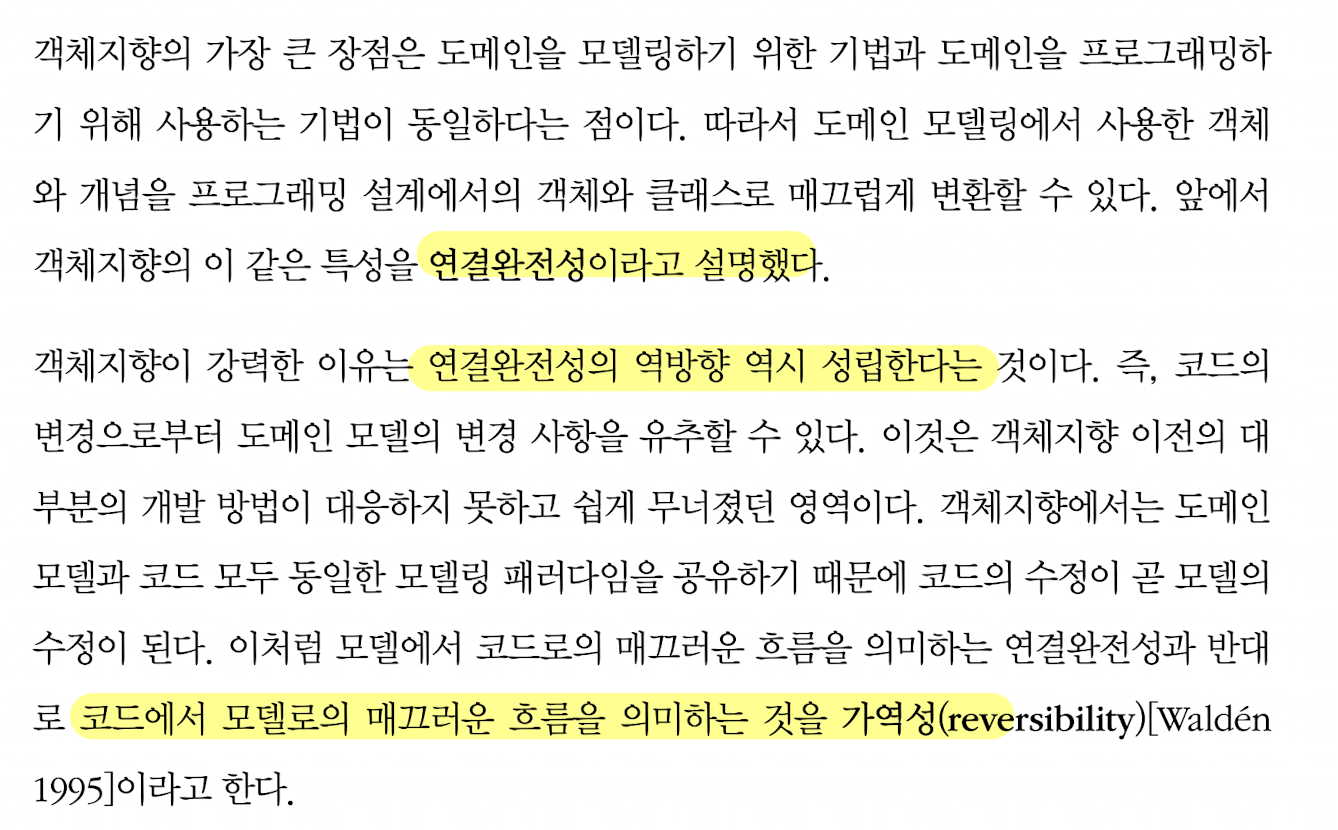 객체지향의 가장 큰 장점은 도메인을 모델링하기 위한 기법과 도메인을 프로그래밍하
기 위해 사용하는 기법이 동일하다는 점이다. 따라서 도메인 모델링에서 사용한 객체
와 개념을 프로그래밍 설계에서의 객체와 클래스로 매끄럽게 변환할 수 있다. 앞에서
객체지향의 이 같은 특성을 연결완전성이라고 설명했다.
객체지향이 강력한 이유는 연결완전성의 역방향 역시 성립한다는 것이다. 즉, 코드의
변경으로부터 도메인 모델의 변경 사항을 유추할 수 있다. 이것은 객체지향 이전의 대
부분의 개발 방법이 대응하지 못하고 쉽게 무너졌던 영역이다. 객체지향에서는 도메인
모델과 코드 모두 동일한 모델링 패러다임을 공유하기 때문에 코드의 수정이 곧 모델의
수정이 된다. 이처럼 모델에서 코드로의 매끄러운 흐름을 의미하는 연결완전성과 반대
로 코드에서 모델로의 매끄러운 흐름을 의미하는 것을 가역성(reversibility)[Waldén
1995]이라고 한다.